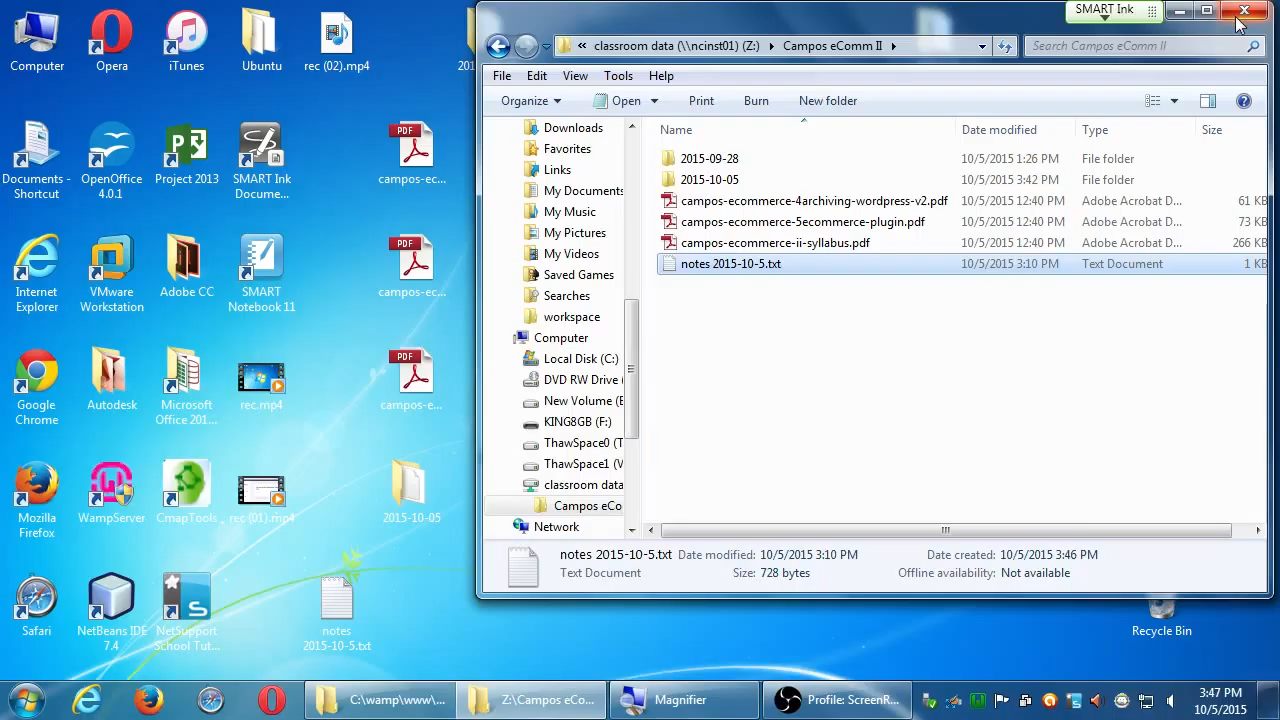 Computer
Opera
iTunes
Ubuntu
rec (02).mp4
201
Documents - Shortcut
OpenOffice 4.0.1
Project 2013
SMART Ink Docume...
campos-ec...
Internet Explorer
VMware Workstation
Adobe CC
SMART Notebook 11
campos-ec...
Google Chrome
Autodesk
Microsoft Office 201...
rec.mp4
campos-e...
Mozilla Firefox
WampServer
CmapTools
rec (01).mp4
2015-10-05
Safari
NetBeans IDE 7.4
NetSupport School Tut...
notes 2015-10-5.txt
Recycle Bin
SMART Ink
« classroom data (\\ncinst01) (Z:) Campos eComm II
Search Campos eComm II
File Edit View Tools Help
Organize Open Print Burn New folder
Downloads
Favorites
Links
My Documents
My Music
My Pictures
My Videos
Saved Games
Searches
workspace
Computer
Local Disk (C:)
DVD RW Drive (
New Volume (E
KING8GB (F:)
ThawSpace0 (T
ThawSpace1 (V
classroom data
Campos eCo
Network
Name Date modified Type Size
2015-09-28 10/5/2015 1:26 PM File folder
2015-10-05 10/5/2015 3:42 PM File folder
campos-ecommerce-4archiving-wordpress-v2.pdf 10/5/2015 12:40 PM Adobe Acrobat D... 61 KB
campos-ecommerce-5ecommerce-plugin.pdf 10/5/2015 12:40 PM Adobe Acrobat D... 73 KB
campos-ecommerce-ii-syllabus.pdf 10/5/2015 12:40 PM Adobe Acrobat D... 266 KB
notes 2015-10-5.txt 10/5/2015 3:10 PM Text Document 1 KB
notes 2015-10-5.txt Date modified: 10/5/2015 3:10 PM Date created: 10/5/2015 3:46 PM
Text Document Size: 728 bytes Offline availability: Not available
C:\wamp\www\...
Z:\Campos eCo...
Magnifier
Profile: ScreenR...
3:47 PM
10/5/2015